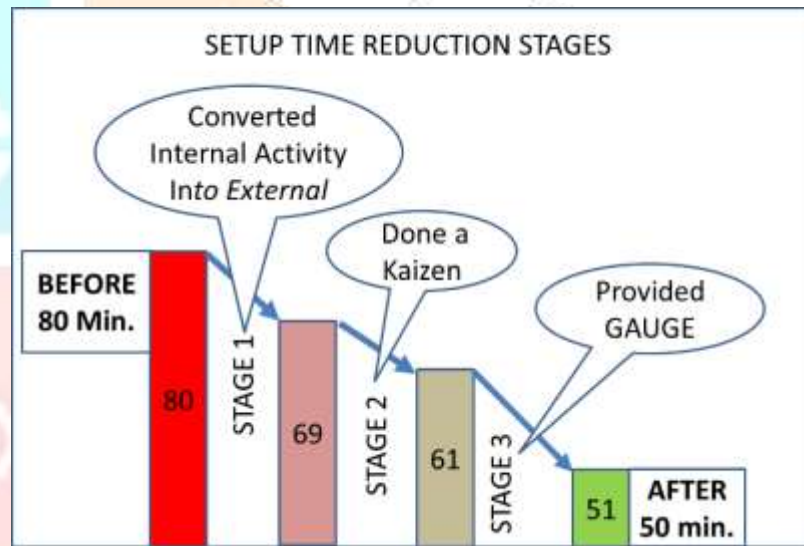 SETUP TIME REDUCTION STAGES
Converted
Internal Activity
Into External
Done a
Kaizen
Provided
GAUGE
BEFORE
80 Min.
80
STAGE 1
69
STAGE 2
61
STAGE 3
51
AFTER
50 min.